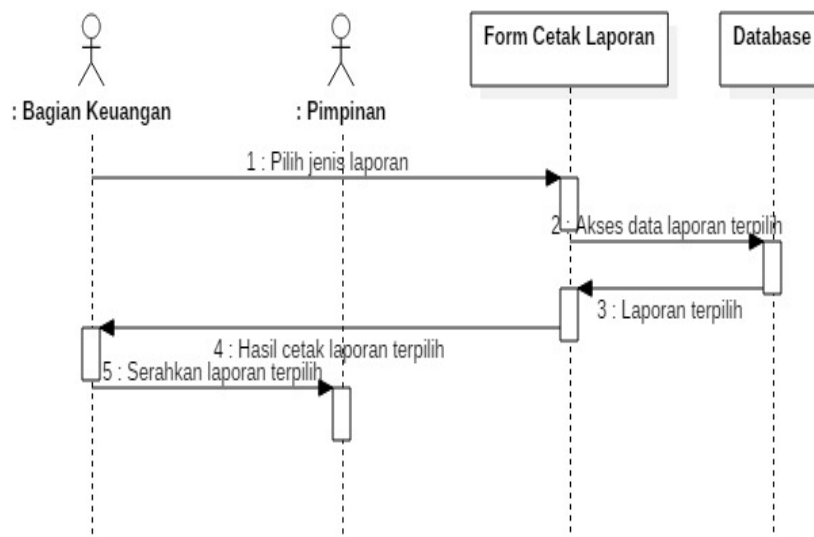 Form Cetak Laporan
Database
: Bagian Keuangan
: Pimpinan
1 : Pilih jenis laporan
2 : Akses data laporan terpilih
3 : Laporan terpilih
4 : Hasil cetak laporan terpilih
5 : Serahkan laporan terpilih